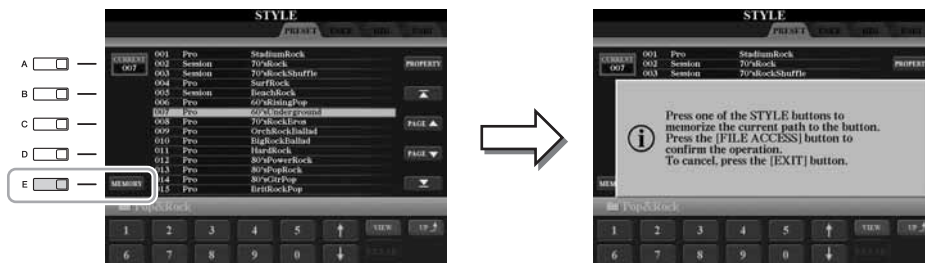 STYLE
PRESET USER
CURRENT
007
001 Pro StadiumRock
002 Session 70'sRock
003 Session 70'sRockShuffle
004 Pro SurfRock
005 Session BeachRock
006 Pro 60'sRisingPop
007 Pro 60'sUnderground
008 Pro 70'sRockBros
009 Pro OrchRockBallad
010 Pro BigRockBallad
011 Pro HardRock
012 Pro 80'sPowerRock
013 Pro 80'sPopRock
014 Pro 80'sGtrPop
015 Pro BritRockPop
PROPERTY
PAGE
PAGE
A
B
C
D
E
MEMORY
Pop&Rock
1 2 3 4 5 VIEW UP
6 7 8 9 0
STYLE
PRESET USER
CURRENT
007
001 Pro StadiumRock
002 Session 70'sRock
003 Session 70'sRockShuffle
Press one of the STYLE buttons to
memorize the current path to the button.
Press the [FILE ACCESS] button to
confirm the operation.
To cancel, press the [EXIT] button.
Pop&Rock
1 2 3 4 5 VIEW UP
6 7 8 9 0